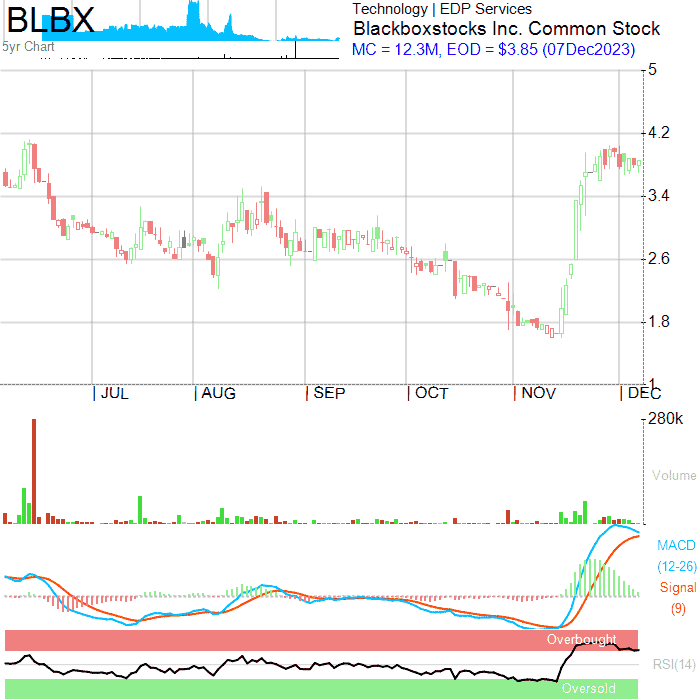 BLBX
5yr Chart
Technology | EDP Services
Blackboxstocks Inc. Common Stock
MC = 12.3M, EOD = $3.85 (07Dec2023)
5
4.2
3.4
2.6
1.8
1
JUL AUG SEP OCT NOV DEC
280k
Volume
MACD
(12-26)
Signal
(9)
Overbought
RSI(14)
Oversold